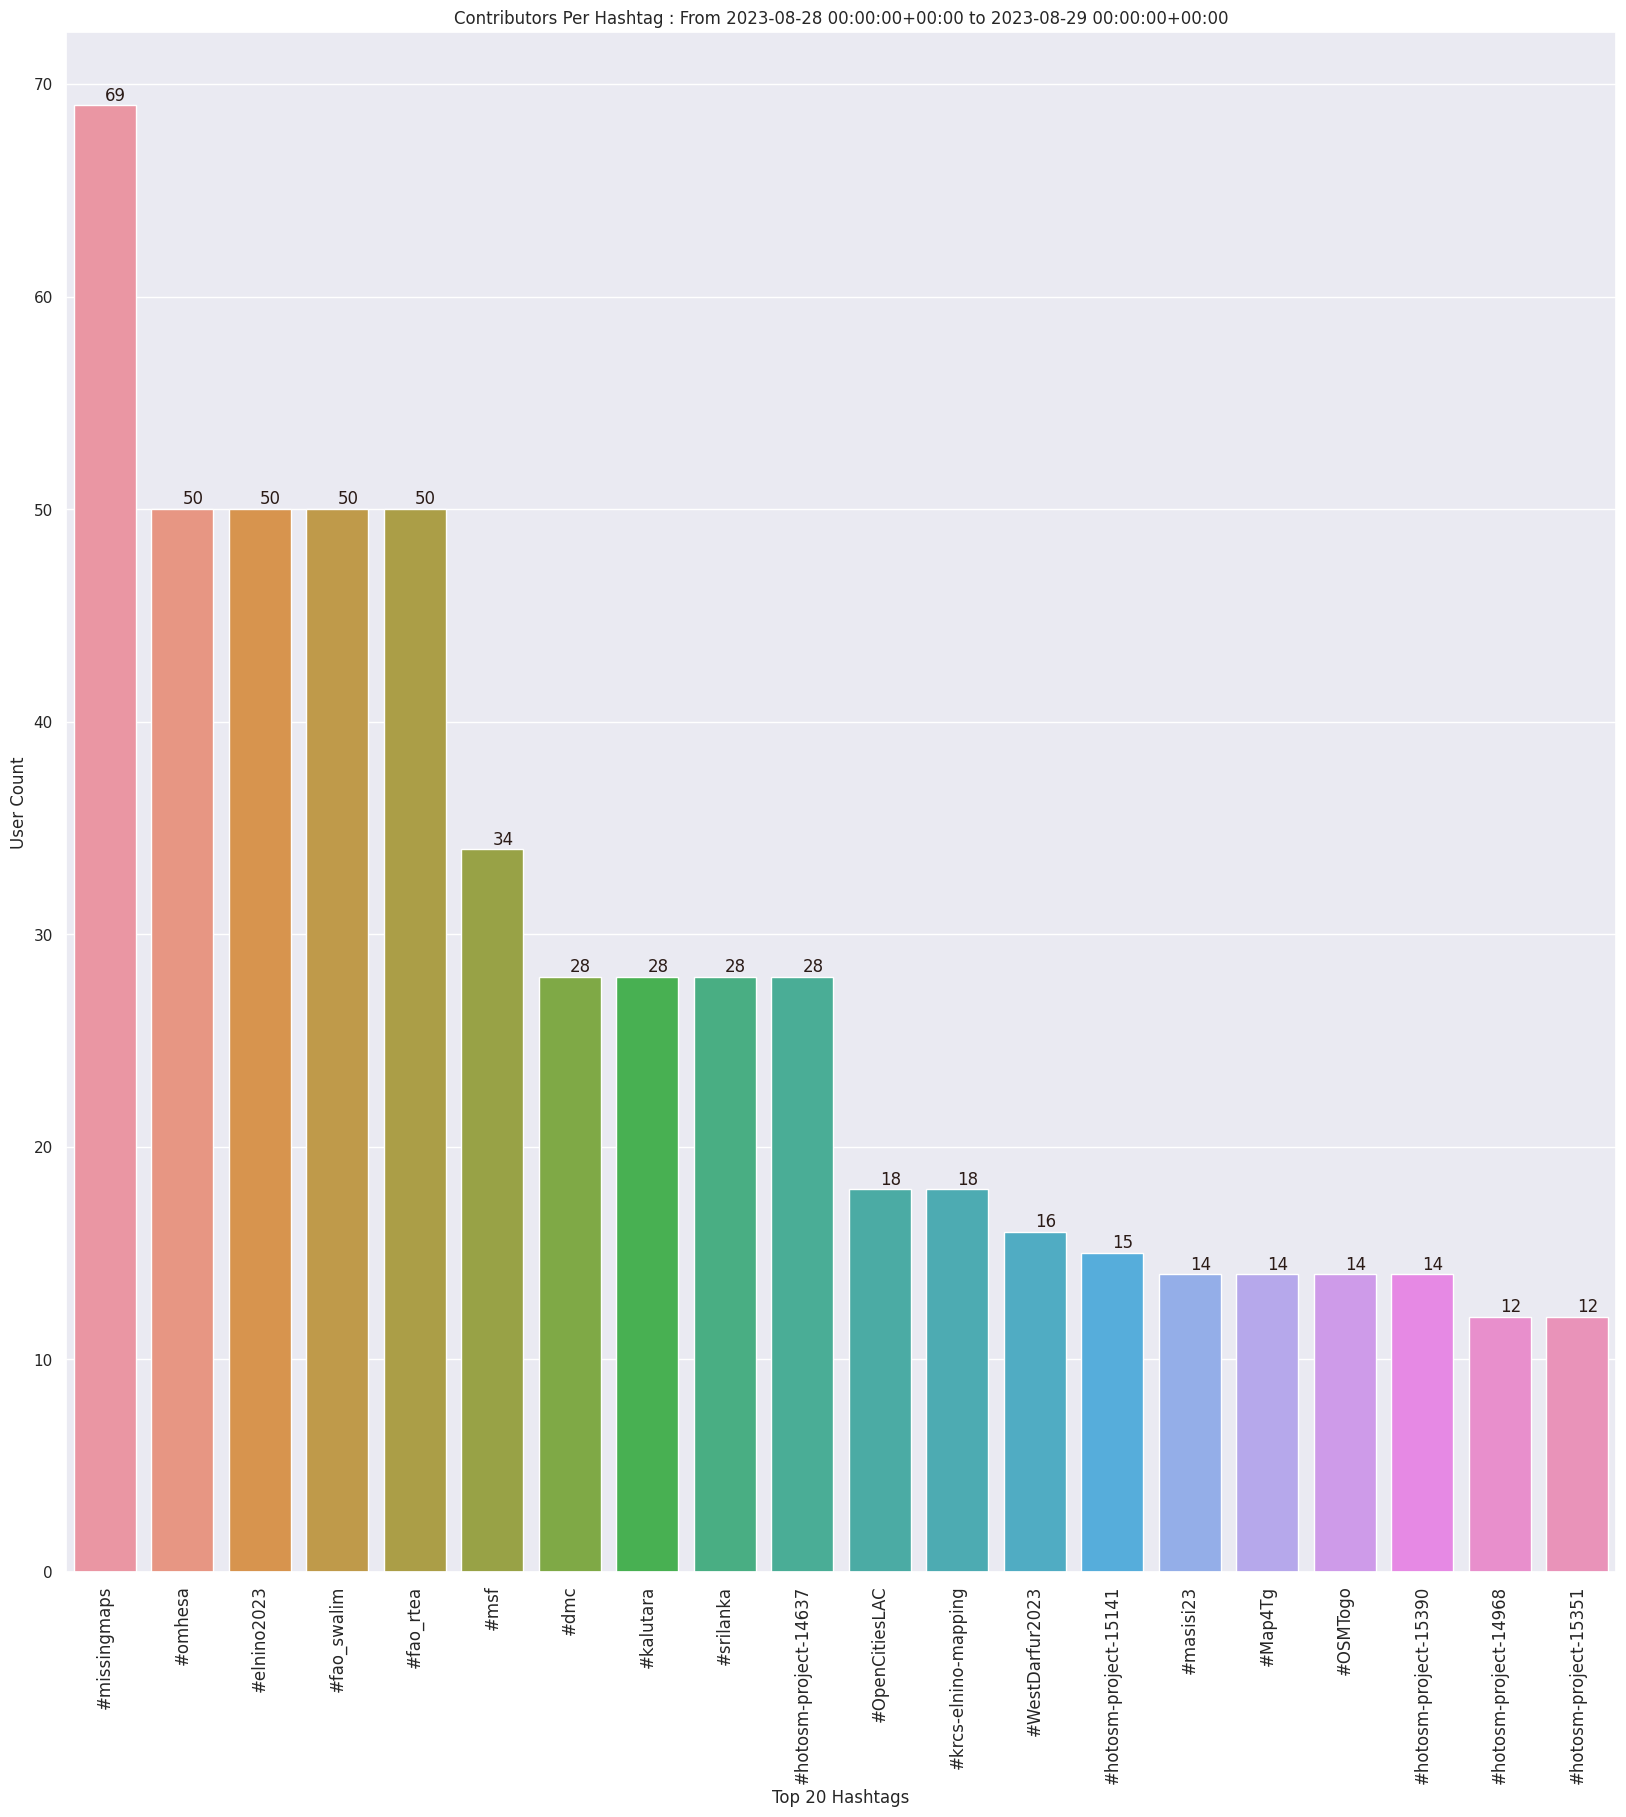 Contributors Per Hashtag : From 2023-08-28 00:00:00+00:00 to 2023-08-29 00:00:00+00:00
User Count
70
60
50
40
30
20
10
0
69
50
50
50
50
34
28
28
28
28
18
18
16
15
14
14
14
14
12
12
#missingmaps
#omhesa
#elnino2023
#fao_swalim
#fao_rtea
#msf
#dmc
#kalutara
#srilanka
#hotosm-project-14637
#OpenCitiesLAC
#krcs-elnino-mapping
#WestDarfur2023
#hotosm-project-15141
#masisi23
#Map4Tg
#OSMTogo
#hotosm-project-15390
#hotosm-project-14968
#hotosm-project-15351
Top 20 Hashtags